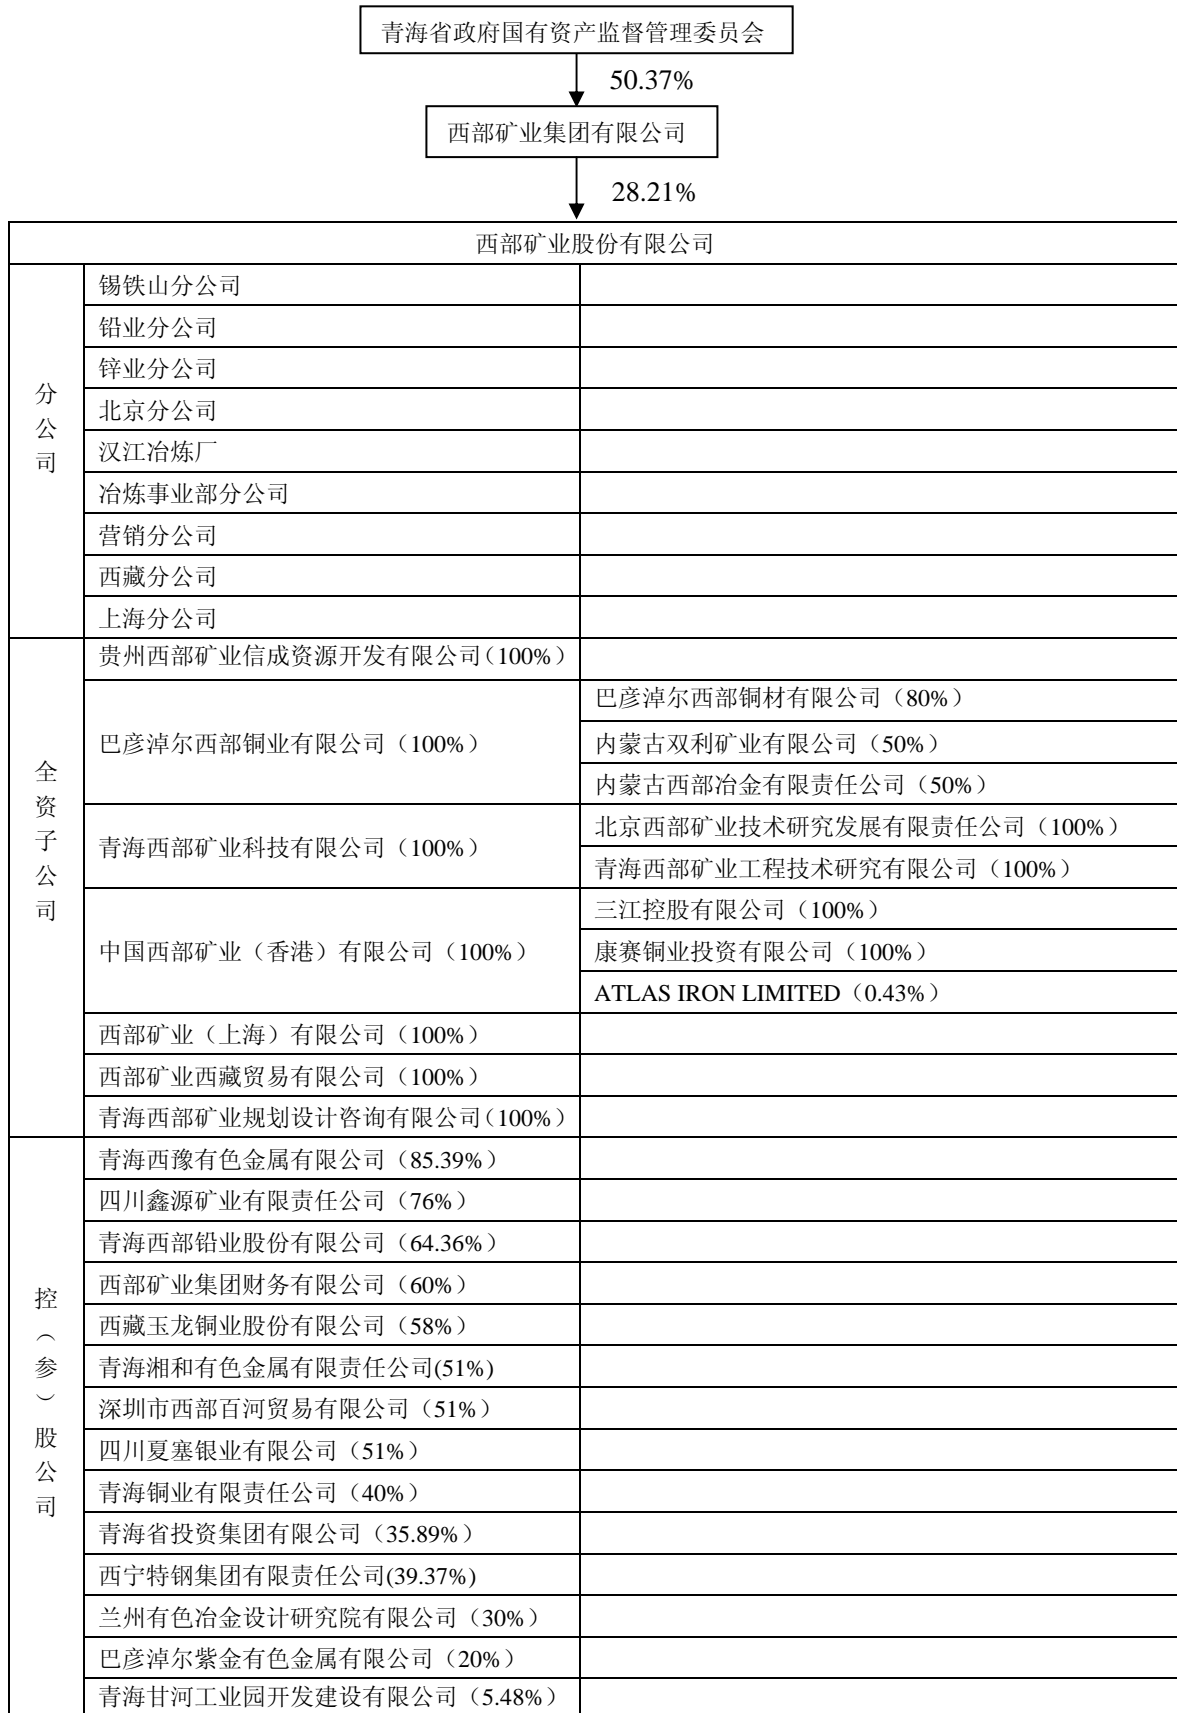 青海省政府国有资产监督管理委员会
50.37%
西部矿业集团有限公司
28.21%
西部矿业股份有限公司
分公司
锡铁山分公司
铅业分公司
锌业分公司
北京分公司
汉江冶炼厂
冶炼事业部分公司
营销分公司
西藏分公司
上海分公司
全资子公司
贵州西部矿业信成资源开发有限公司（100%）
巴彦淖尔西部铜业有限公司（100%）
巴彦淖尔西部铜材有限公司（80%）
内蒙古双利矿业有限公司（50%）
内蒙古西部冶金有限责任公司（50%）
青海西部矿业科技有限公司（100%）
北京西部矿业技术研究发展有限责任公司（100%）
青海西部矿业工程技术研究有限公司（100%）
中国西部矿业（香港）有限公司（100%）
三江控股有限公司（100%）
康赛铜业投资有限公司（100%）
ATLAS IRON LIMITED（0.43%）
西部矿业（上海）有限公司（100%）
西部矿业西藏贸易有限公司（100%）
青海西部矿业规划设计咨询有限公司（100%）
控（参）股公司
青海西豫有色金属有限公司（85.39%）
四川鑫源矿业有限责任公司（76%）
青海西部铅业股份有限公司（64.36%）
西部矿业集团财务有限公司（60%）
西藏玉龙铜业股份有限公司（58%）
青海湘和有色金属有限责任公司(51%)
深圳市西部百河贸易有限公司（51%）
四川夏塞银业有限公司（51%）
青海铜业有限责任公司（40%）
青海省投资集团有限公司（35.89%）
西宁特钢集团有限责任公司(39.37%)
兰州有色冶金设计研究院有限公司（30%）
巴彦淖尔紫金有色金属有限公司（20%）
青海甘河工业园开发建设有限公司（5.48%）